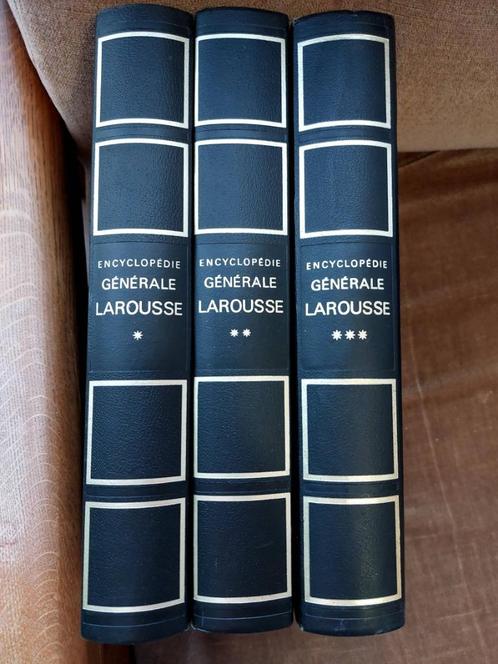 ENCYCLOPÉDIE
GÉNÉRALE
LAROUSSE
*
ENCYCLOPÉDIE
GÉNÉRALE
LAROUSSE
**
ENCYCLOPÉDIE
GÉNÉRALE
LAROUSSE
***